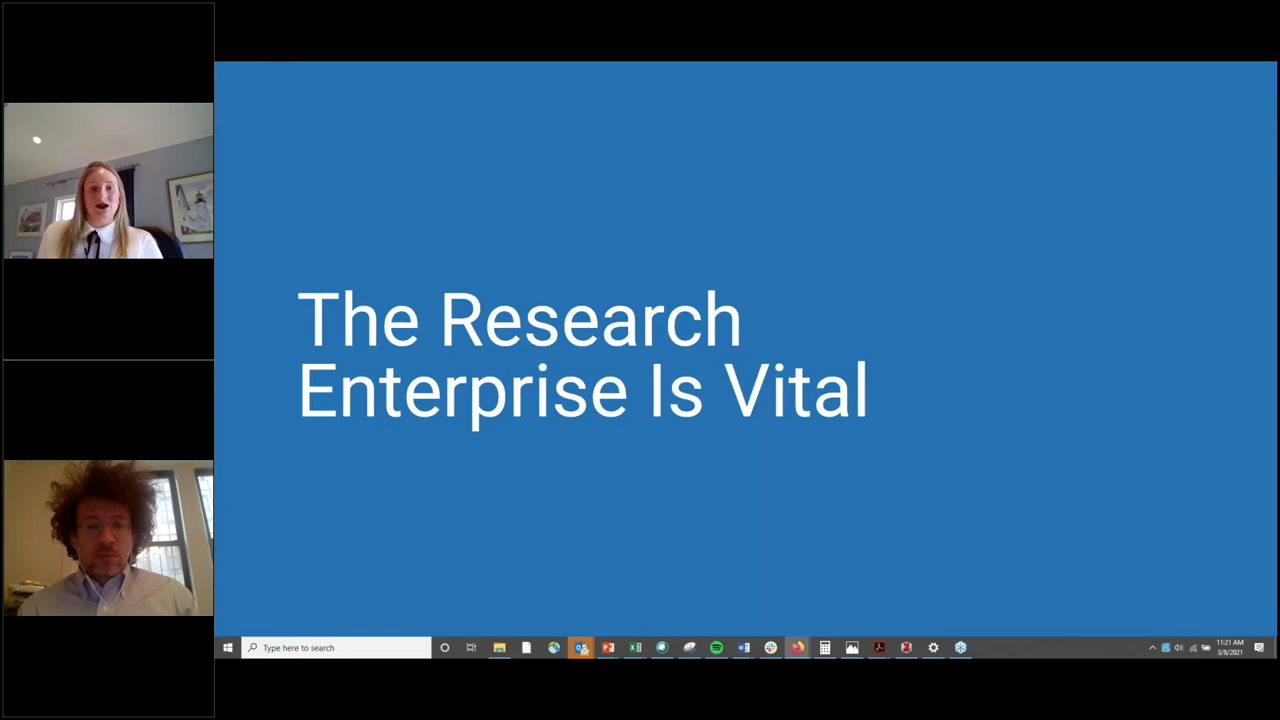 The Research
Enterprise Is Vital
Type here to search
11:21 AM
3/8/2021